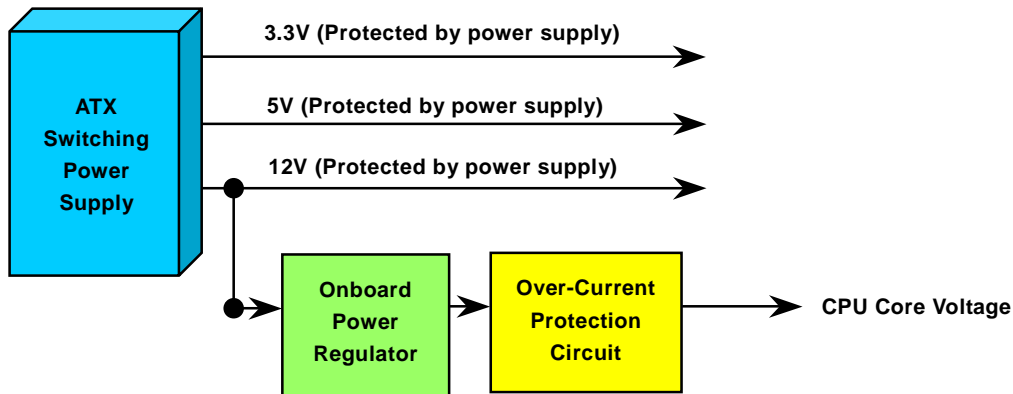 3.3V (Protected by power supply)
5V (Protected by power supply)
12V (Protected by power supply)
ATX
Switching
Power
Supply
Onboard
Power
Regulator
Over-Current
Protection
Circuit
CPU Core Voltage